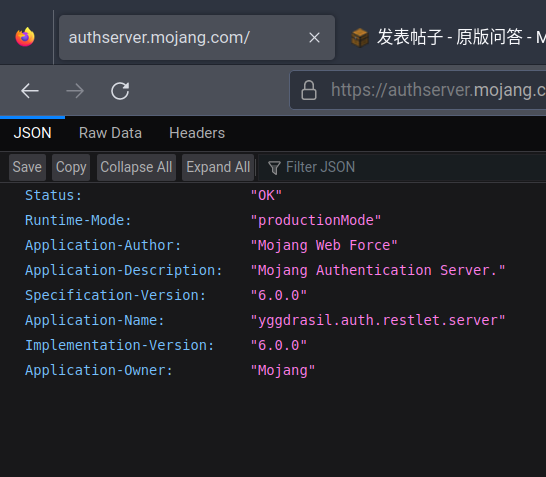 authserver.mojang.com/
发表帖子 - 原版问答 - M
https://authserver.mojang.c
JSON Raw Data Headers
Save Copy Collapse All Expand All Filter JSON
Status: "OK"
Runtime-Mode: "productionMode"
Application-Author: "Mojang Web Force"
Application-Description: "Mojang Authentication Server."
Specification-Version: "6.0.0"
Application-Name: "yggdrasil.auth.restlet.server"
Implementation-Version: "6.0.0"
Application-Owner: "Mojang"